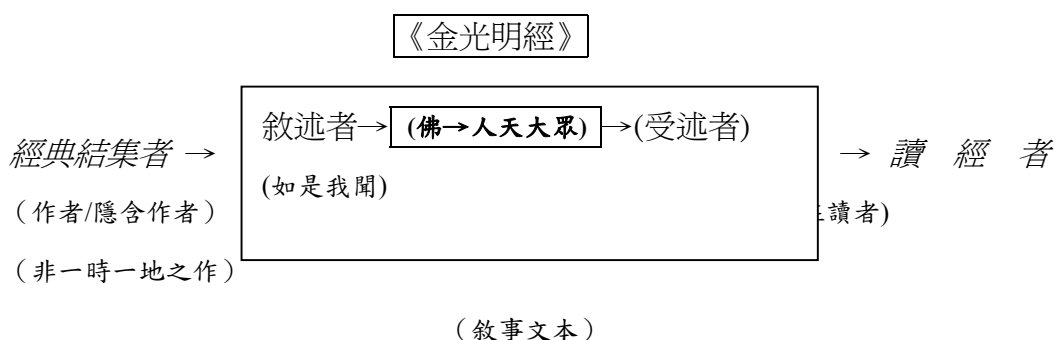 《金光明經》
敘述者→ (佛→人天大眾) →(受述者)
經典結集者 → → 讀 經 者
(如是我聞)
（作者/隱含作者） 讀者)
（非一時一地之作）
（敘事文本）